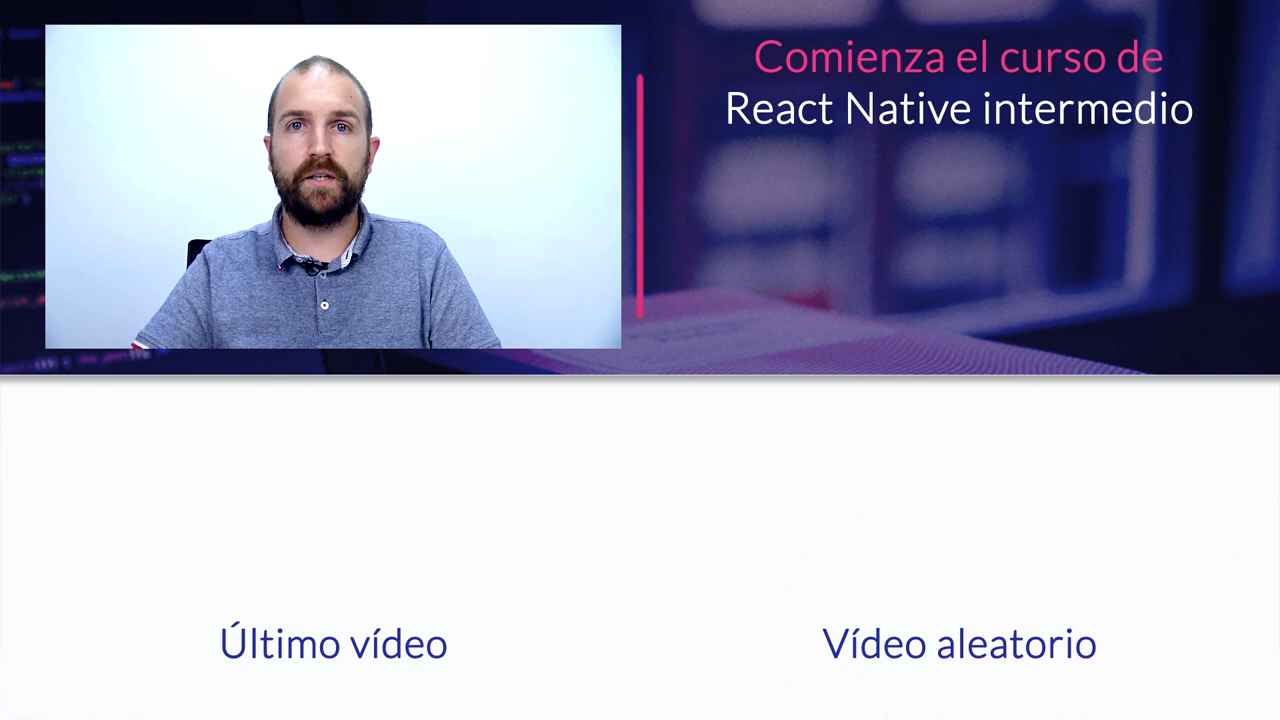 Comienza el curso de
React Native intermedio
Último vídeo
Vídeo aleatorio